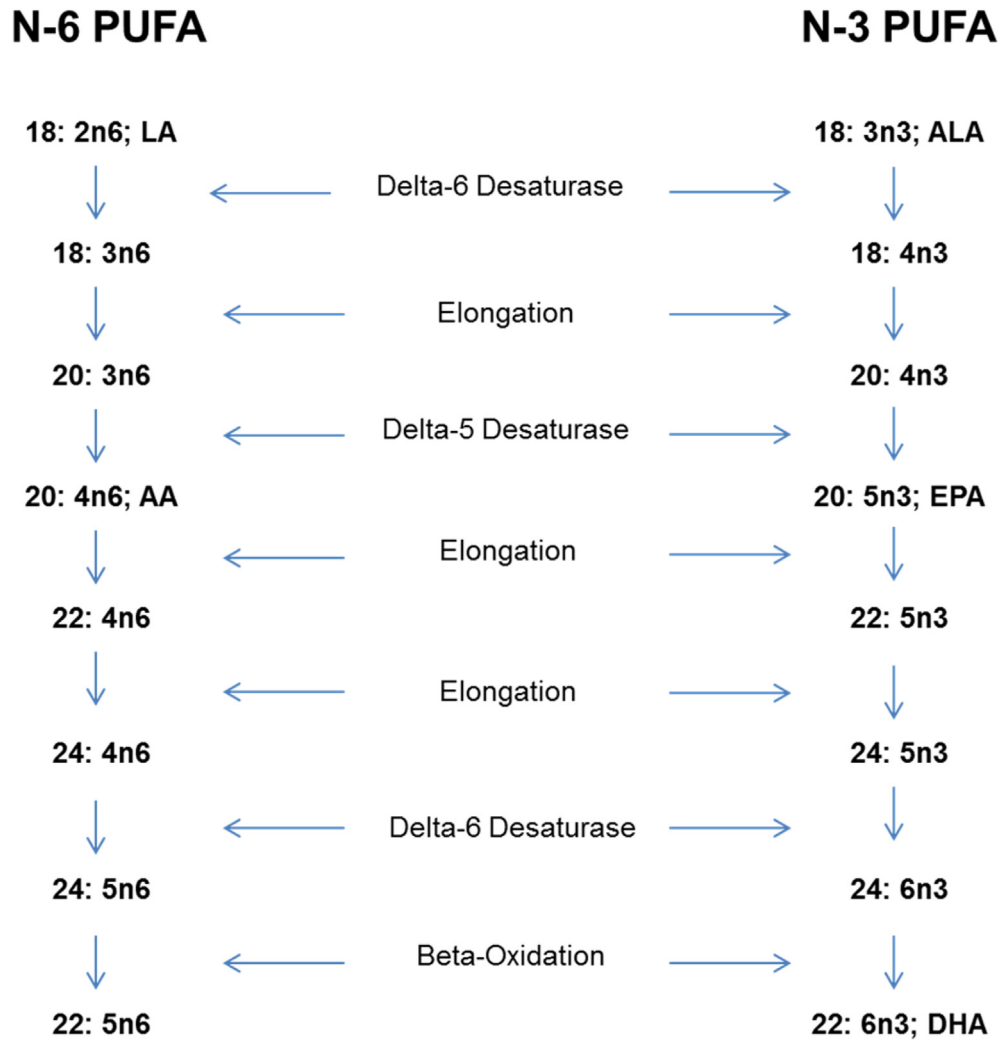 N-6 PUFA
N-3 PUFA
18: 2n6; LA
18: 3n3; ALA
Delta-6 Desaturase
18: 3n6
18: 4n3
Elongation
20: 3n6
20: 4n3
Delta-5 Desaturase
20: 4n6; AA
20: 5n3; EPA
Elongation
22: 4n6
22: 5n3
Elongation
24: 4n6
24: 5n3
Delta-6 Desaturase
24: 5n6
24: 6n3
Beta-Oxidation
22: 5n6
22: 6n3; DHA